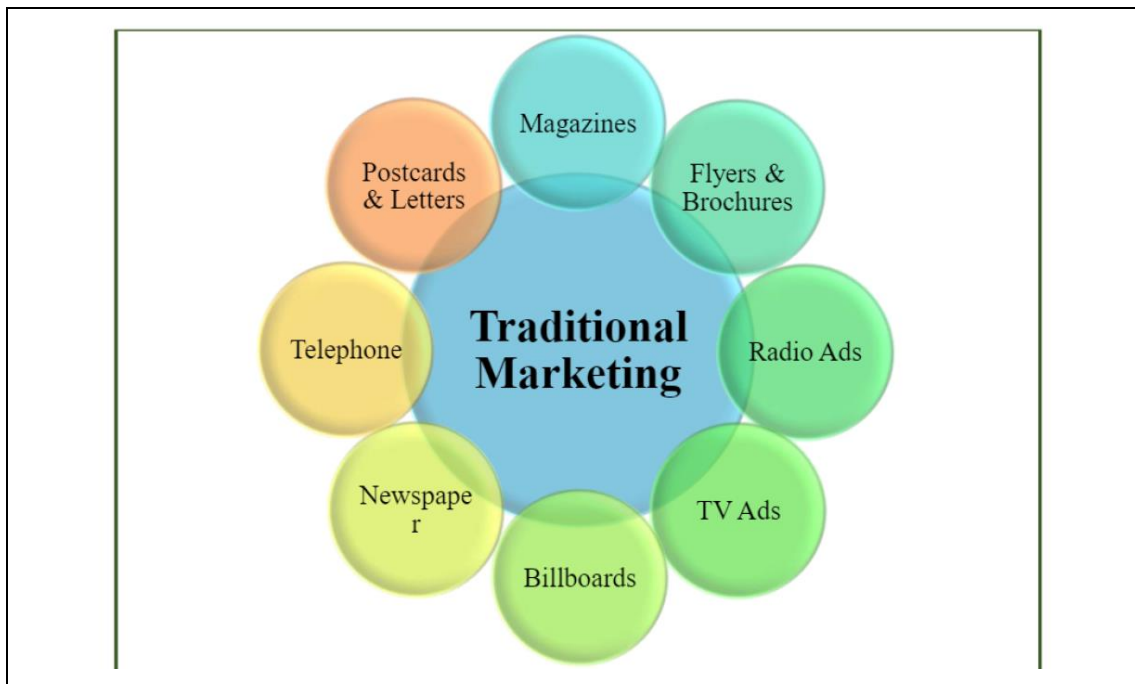 Magazines
Flyers &
Brochures
Radio Ads
TV Ads
Billboards
Newspape
r
Telephone
Postcards
& Letters
Traditional
Marketing